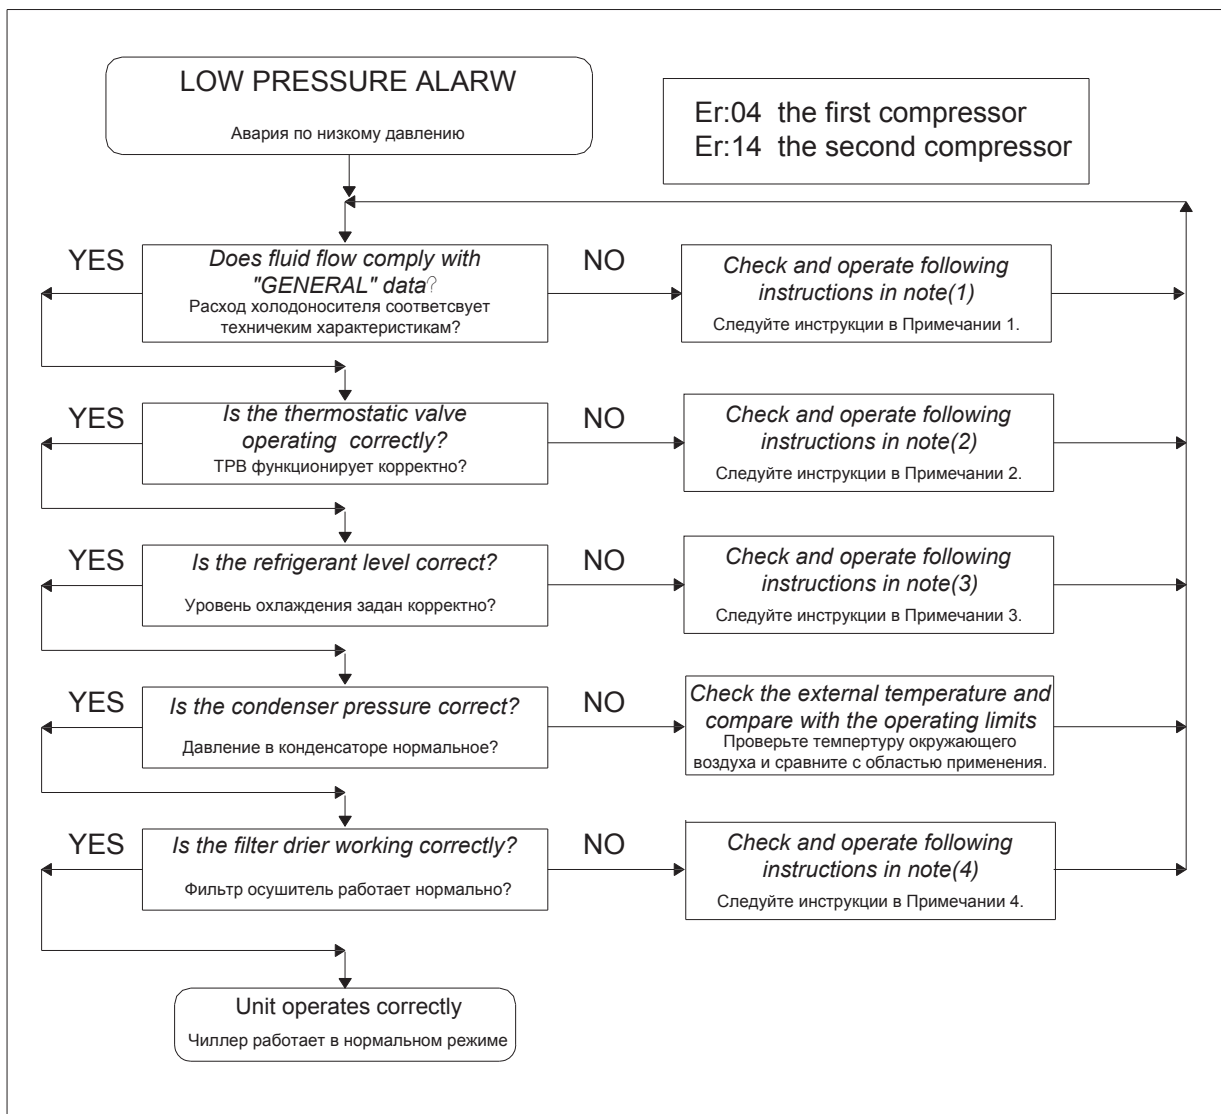 LOW PRESSURE ALARW
Авария по низкому давлению
Er:04 the first compressor
Er:14 the second compressor
YES
Does fluid flow comply with
"GENERAL" data?
Расход холодоносителя соответсвует
техничеким характеристикам?
NO
Check and operate following
instructions in note(1)
Следуйте инструкции в Примечании 1.
YES
Is the thermostatic valve
operating correctly?
ТРВ функционирует корректно?
NO
Check and operate following
instructions in note(2)
Следуйте инструкции в Примечании 2.
YES
Is the refrigerant level correct?
Уровень охлаждения задан корректно?
NO
Check and operate following
instructions in note(3)
Следуйте инструкции в Примечании 3.
YES
Is the condenser pressure correct?
Давление в конденсаторе нормальное?
NO
Check the external temperature and
compare with the operating limits
Проверьте темпертуру окружающего
воздуха и сравните с областью применения.
YES
Is the filter drier working correctly?
Фильтр осушитель работает нормально?
NO
Check and operate following
instructions in note(4)
Следуйте инструкции в Примечании 4.
Unit operates correctly
Чиллер работает в нормальном режиме